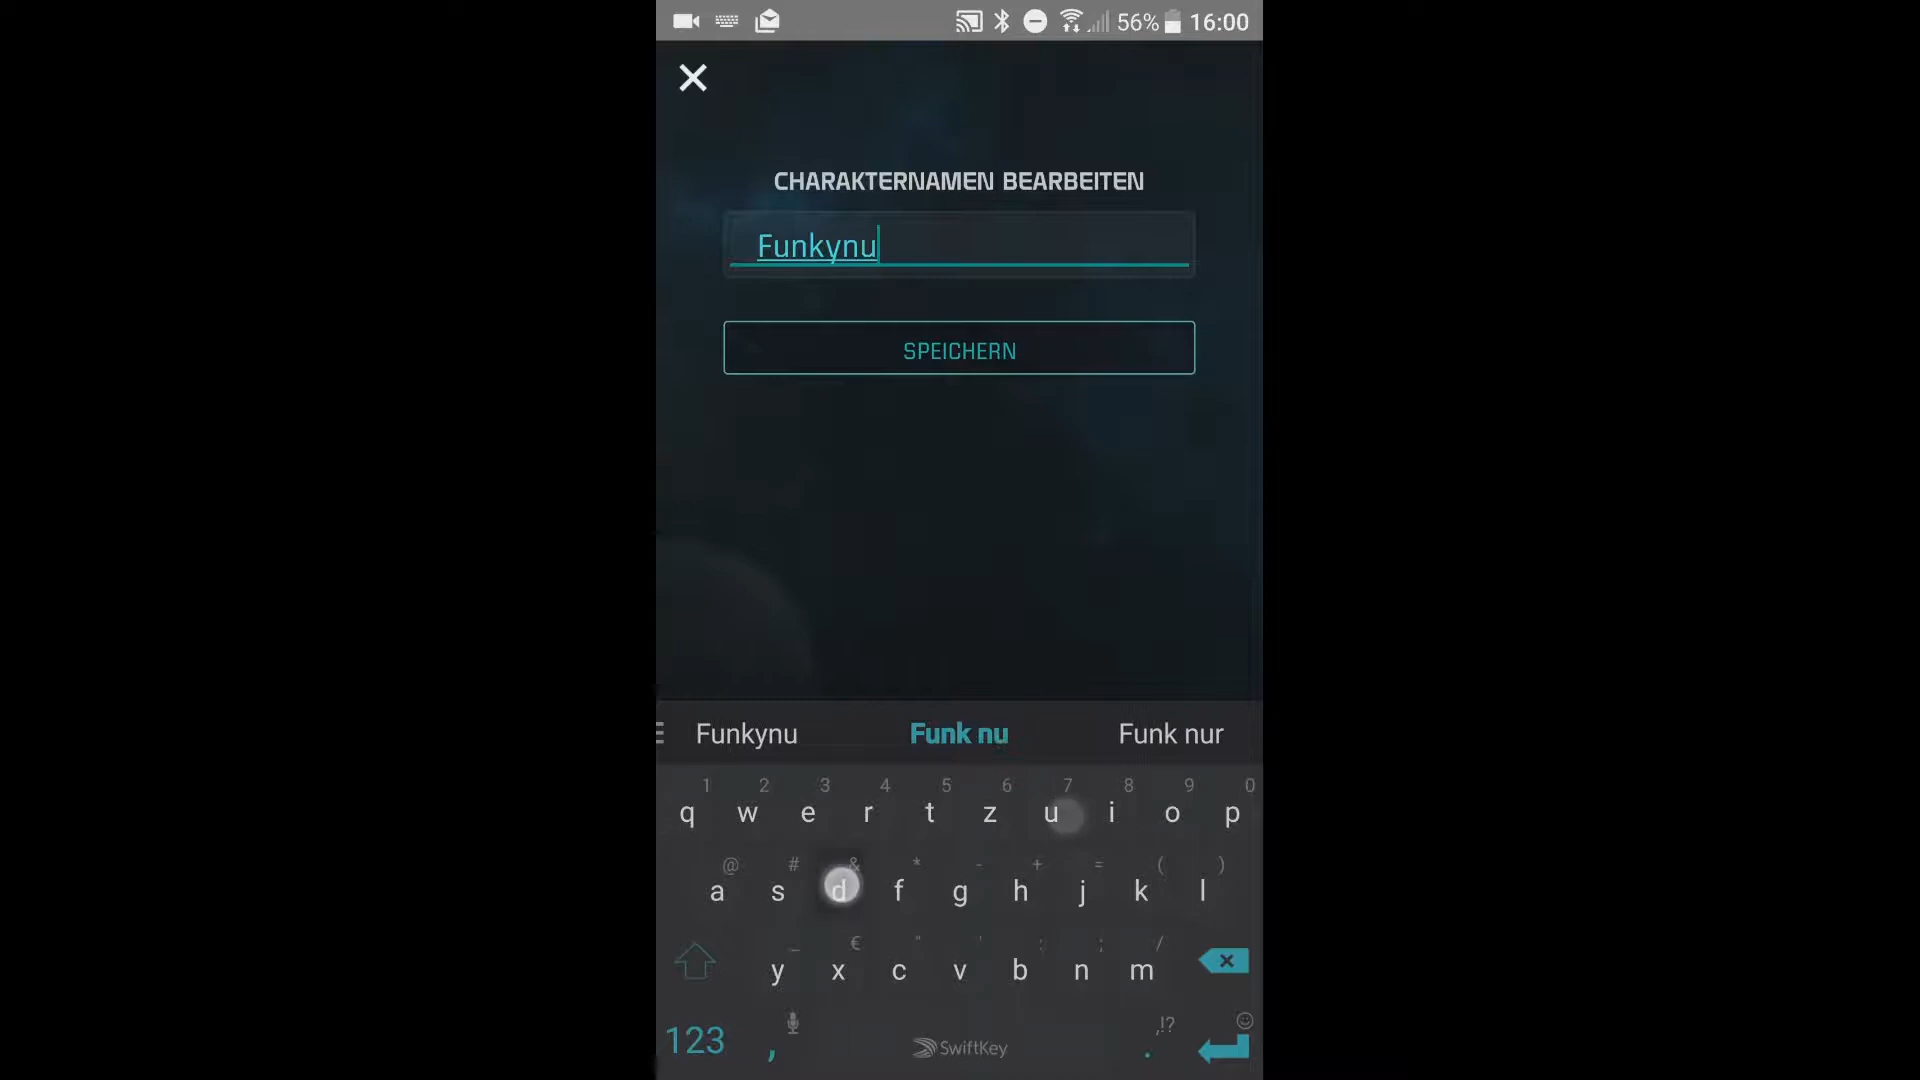 56% 16:00
CHARAKTERNAMEN BEARBEITEN
Funkynu
SPEICHERN
Funkynu Funk nu Funk nur
1 2 3 4 5 6 7 8 9 0
q w e r t z u i o p
@ # & * - + = ( )
a s d f g h j k l
_ € " ' : ; /
y x c v b n m
,!?
123 , SwiftKey .